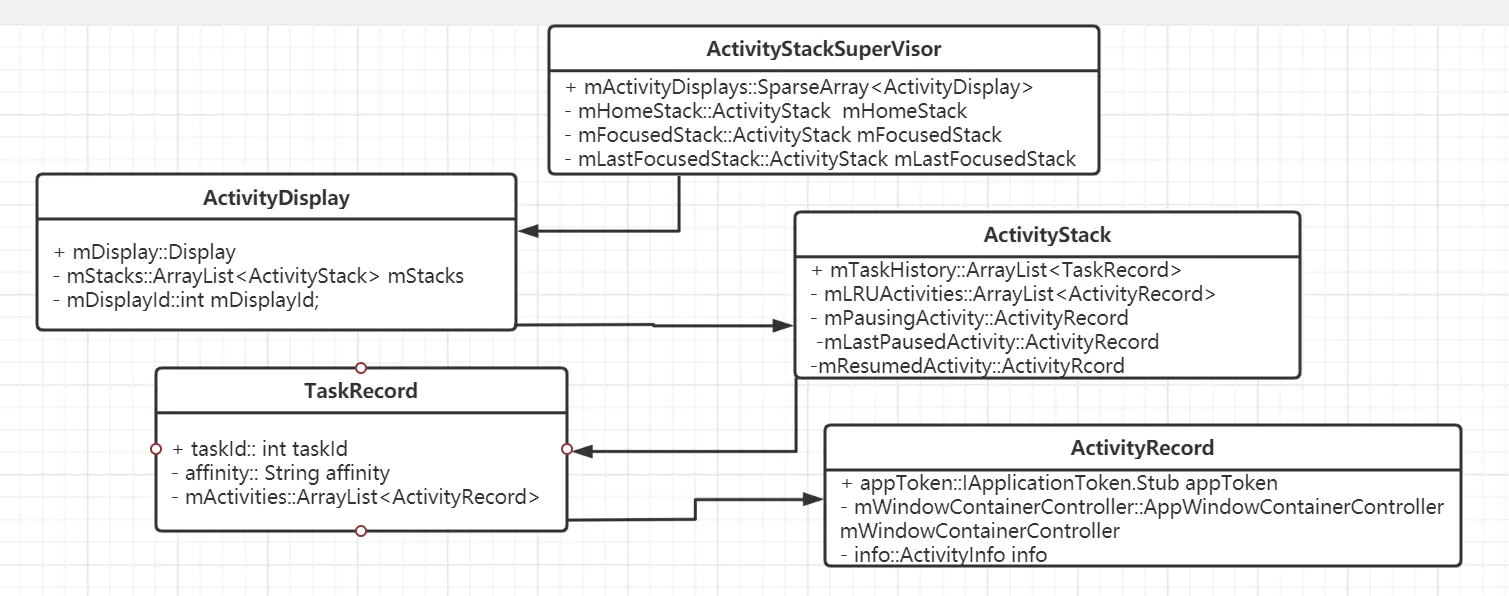 ActivityStackSuperVisor
+ mActivityDisplays::SparseArray<ActivityDisplay>
- mHomeStack::ActivityStack  mHomeStack
- mFocusedStack::ActivityStack mFocusedStack
- mLastFocusedStack::ActivityStack mLastFocusedStack
ActivityDisplay
+ mDisplay::Display
- mStacks::ArrayList<ActivityStack> mStacks
- mDisplayId::int mDisplayId;
ActivityStack
+ mTaskHistory::ArrayList<TaskRecord>
- mLRUActivities::ArrayList<ActivityRecord>
- mPausingActivity::ActivityRecord
-mLastPausedActivity::ActivityRecord
-mResumedActivity::ActivityRcord
TaskRecord
+ taskId:: int taskId
- affinity:: String affinity
- mActivities::ArrayList<ActivityRecord>
ActivityRecord
+ appToken::IApplicationToken.Stub appToken
- mWindowContainerController::AppWindowContainerController
mWindowContainerController
- info::ActivityInfo info